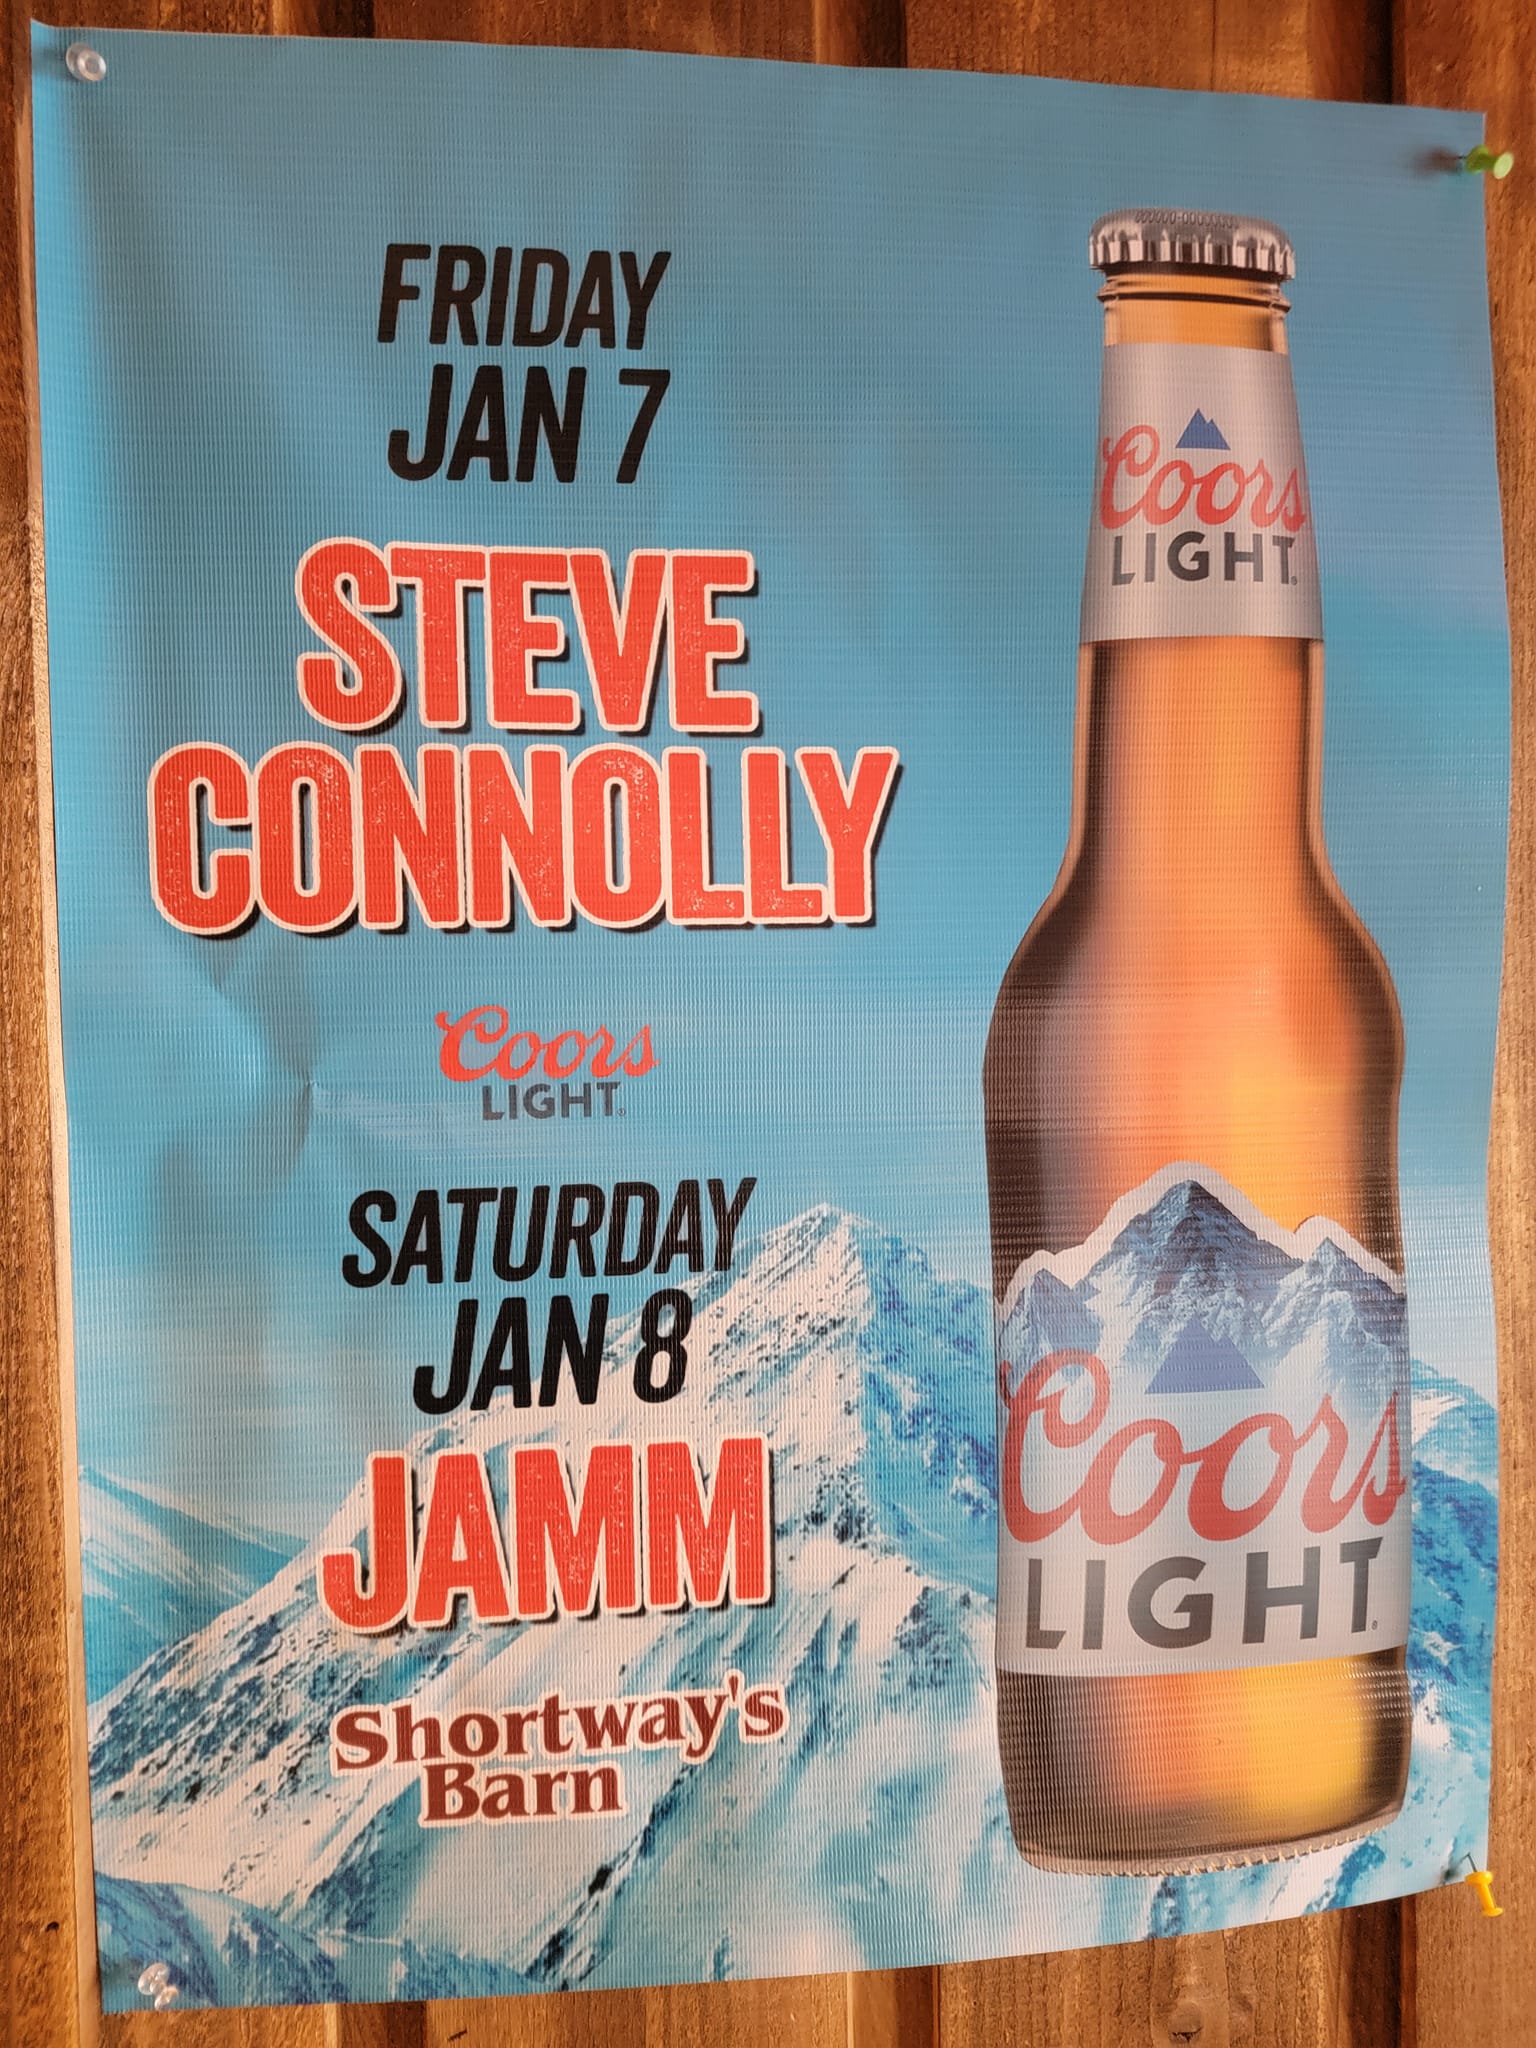 FRIDAY
JAN 7
STEVE
CONNOLLY
Coors
LIGHT®
SATURDAY
JAN 8
JAMM
Shortway's
Barn
Coors
LIGHT®
Coors
LIGHT®